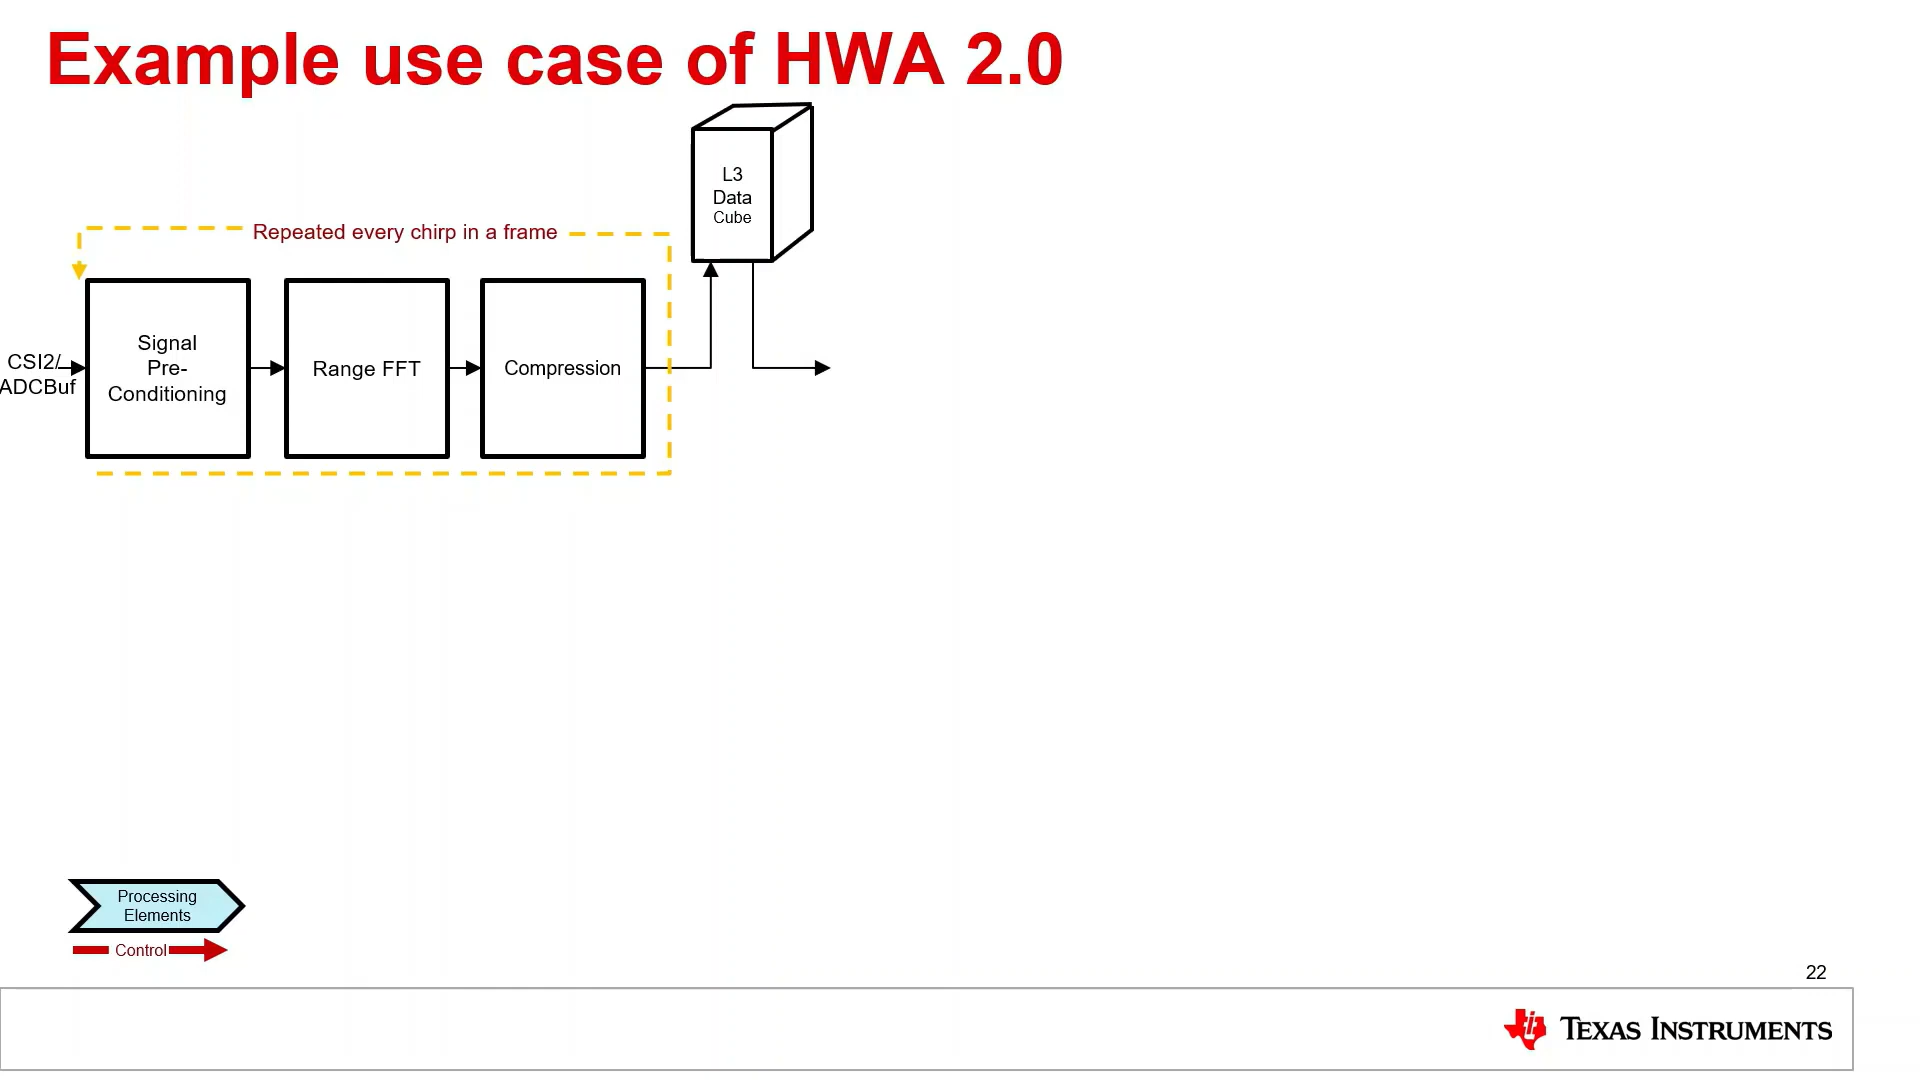 Example use case of HWA 2.0
L3
Data
Cube
Repeated every chirp in a frame
CSI2/
ADCBuf
Signal
Pre-
Conditioning
Range FFT
Compression
Processing
Elements
Control
22
TEXAS INSTRUMENTS